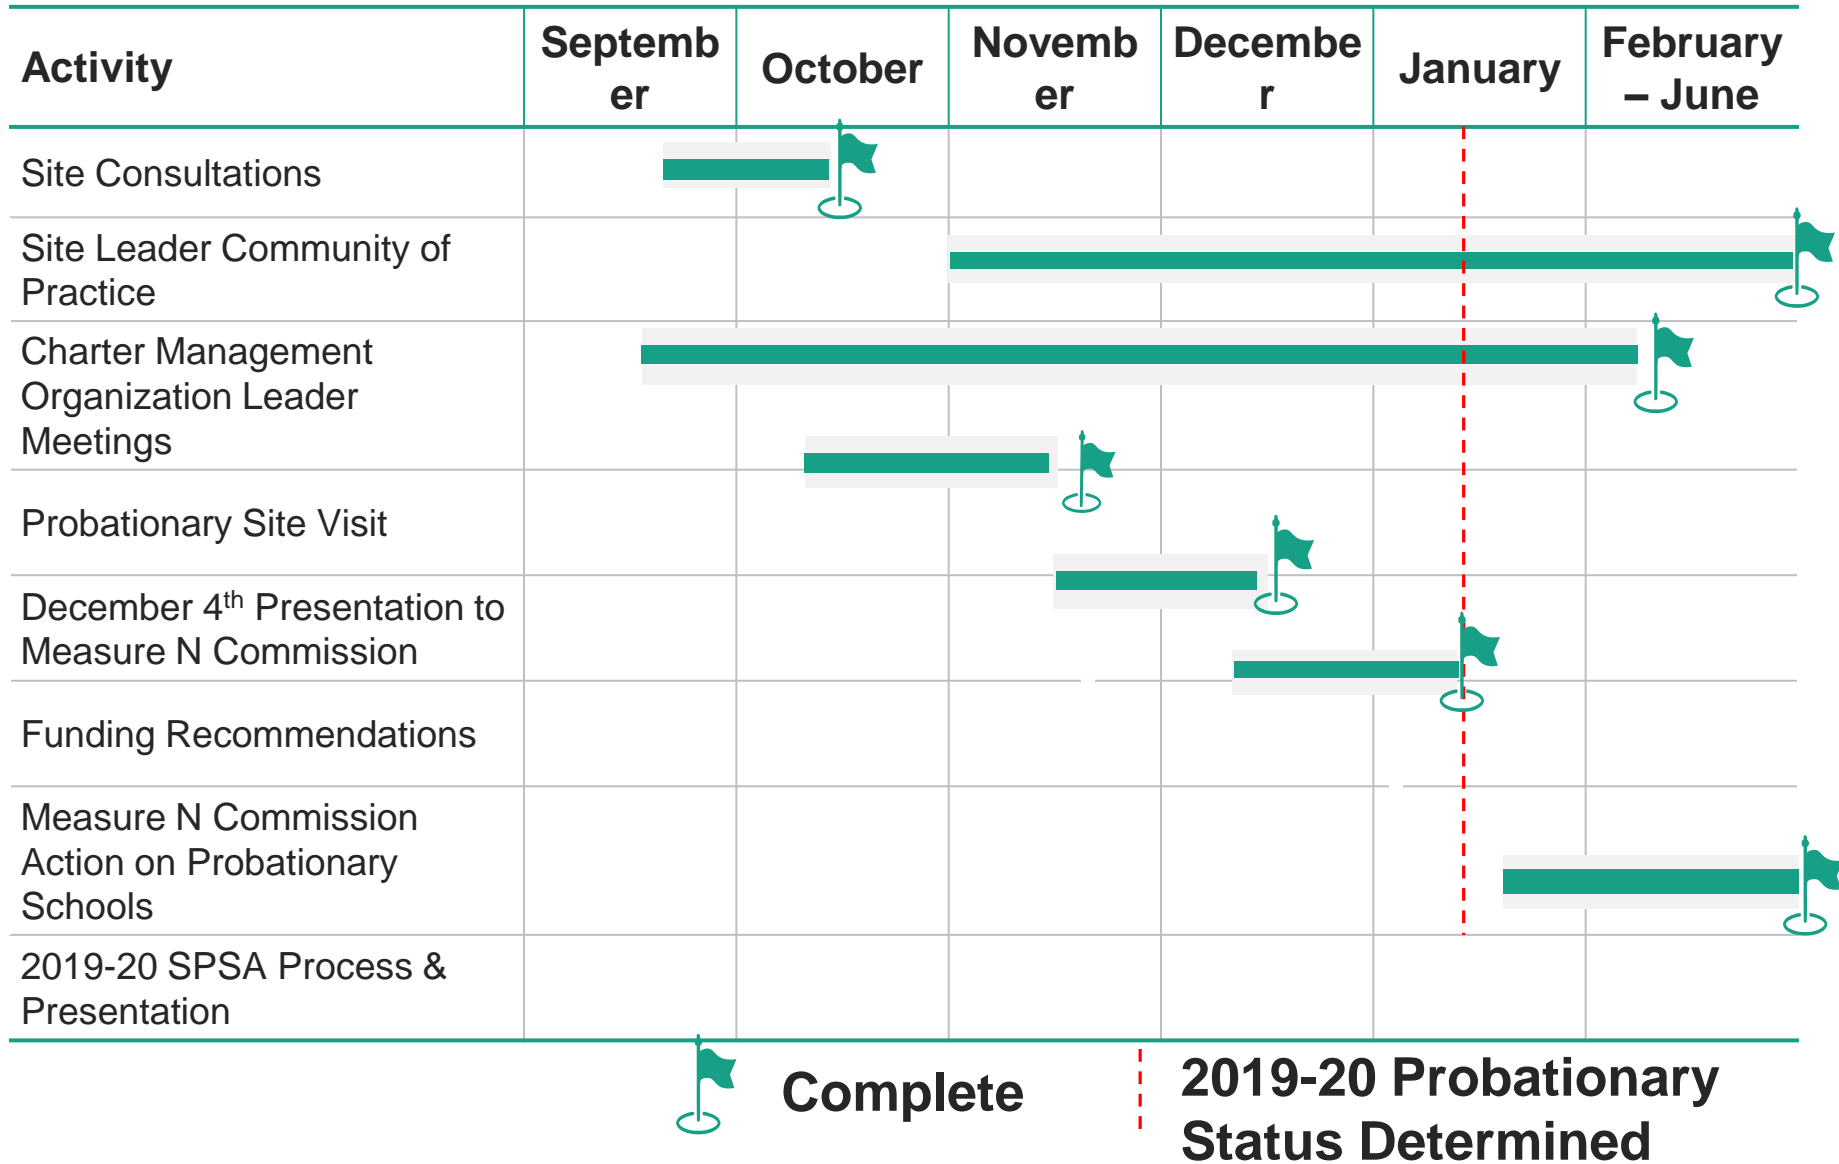 Activity
Septemb
er
October
Novemb
er
Decembe
r
January
February
– June
Site Consultations
Site Leader Community of
Practice
Charter Management
Organization Leader
Meetings
Probationary Site Visit
December 4th Presentation to
Measure N Commission
Funding Recommendations
Measure N Commission
Action on Probationary
Schools
2019-20 SPSA Process &
Presentation
Complete
2019-20 Probationary
Status Determined